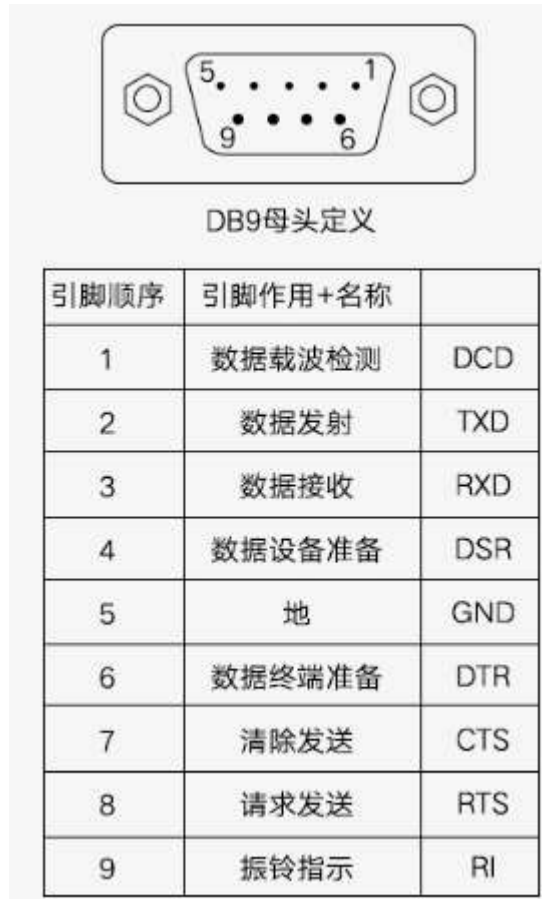 5 1
9 6
DB9母头定义
引脚顺序 引脚作用+名称
1 数据载波检测 DCD
2 数据发射 TXD
3 数据接收 RXD
4 数据设备准备 DSR
5 地 GND
6 数据终端准备 DTR
7 清除发送 CTS
8 请求发送 RTS
9 振铃指示 RI